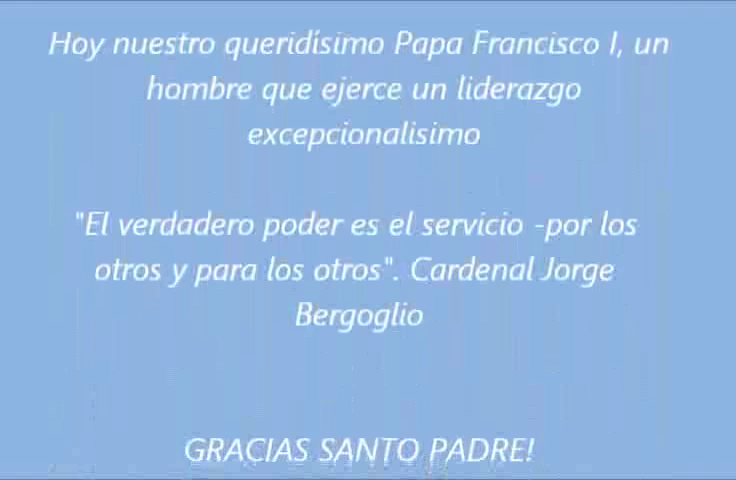 Hoy nuestro queridísimo Papa Francisco I, un
hombre que ejerce un liderazgo
excepcionalisimo
"El verdadero poder es el servicio -por los
otros y para los otros". Cardenal Jorge
Bergoglio
GRACIAS SANTO PADRE!